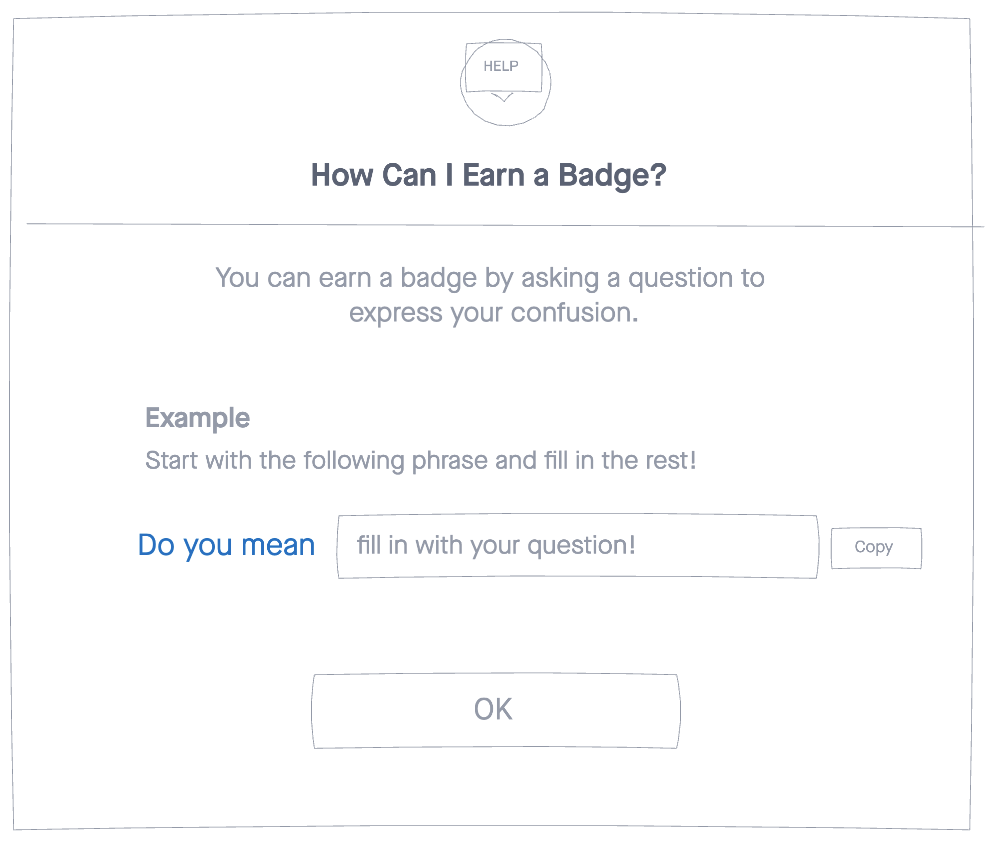 HELP
How Can I Earn a Badge?
You can earn a badge by asking a question to
express your confusion.
Example
Start with the following phrase and fill in the rest!
Do you mean fill in with your question! Copy
OK